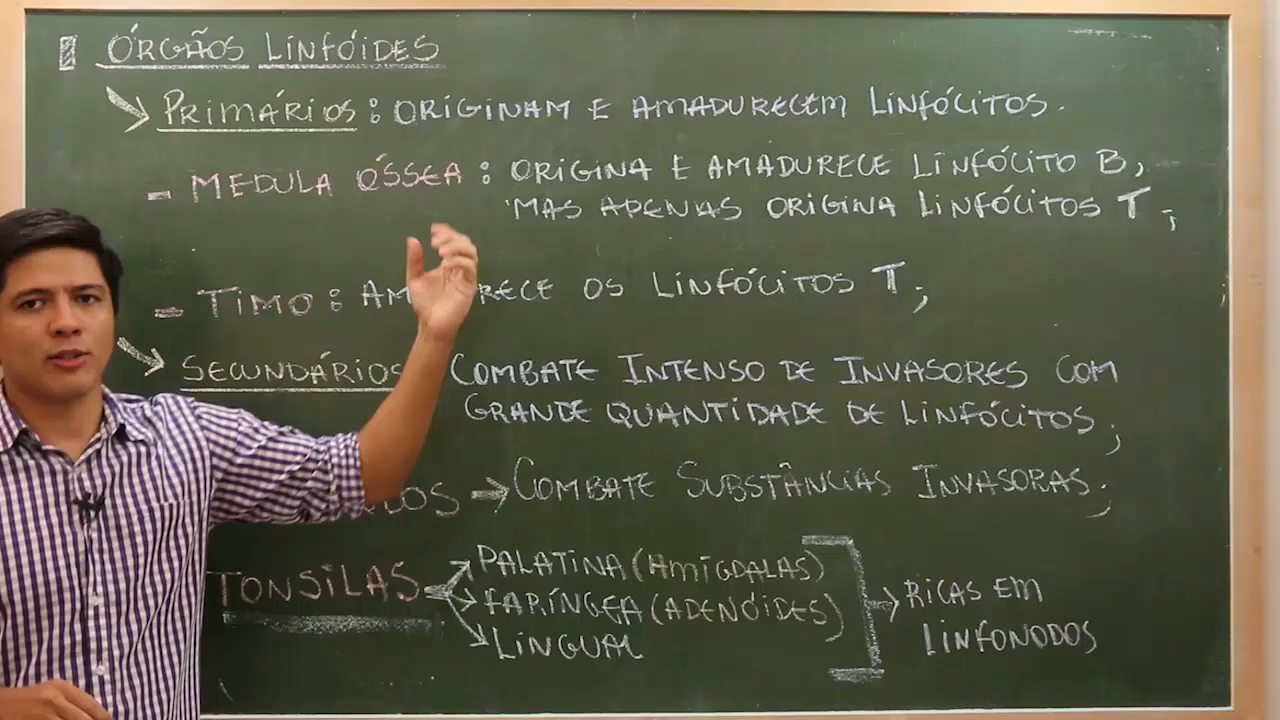 ÓRGÃOS LINFÓIDES
PRIMÁRIOS: ORIGINAM E AMADURECEM LINFÓCITOS.
- MEDULA ÓSSEA: ORIGINA E AMADURECE LINFÓCITO B,
MAS APENAS ORIGINA LINFÓCITOS T;
- TIMO: AM RECE OS LINFÓCITOS T;
SECUNDÁRIOS COMBATE INTENSO DE INVASORES COM
GRANDE QUANTIDADE DE LINFÓCITOS;
→ COMBATE SUBSTÂNCIAS INVASORAS;
TONSILAS
PALATINA (AMÍGDALAS)
FARÍNGEA (ADENÓIDES)
LINGUAL
RICAS EM
LINFONODOS